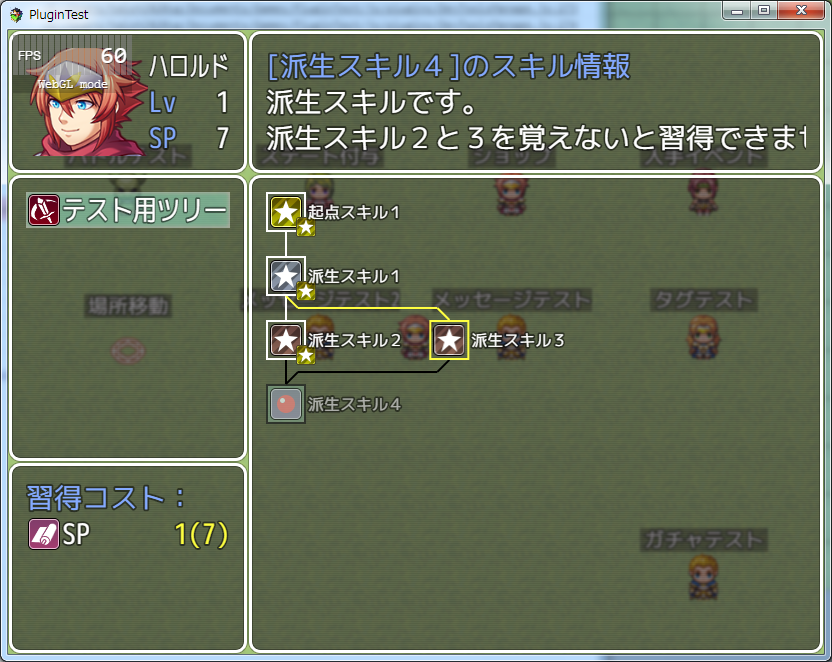 PluginTest
FPS 60
WebGL mode
ハロルド
Lv 1
SP 7
[派生スキル４]のスキル情報
派生スキルです。
派生スキル２と３を覚えないと習得できませ
ステート付与
ショップ
テスト用ツリー
起点スキル１
派生スキル１
場所移動
メッセージテスト
タグテスト
派生スキル２
派生スキル３
派生スキル４
習得コスト：
SP 1(7)
ガチャテスト